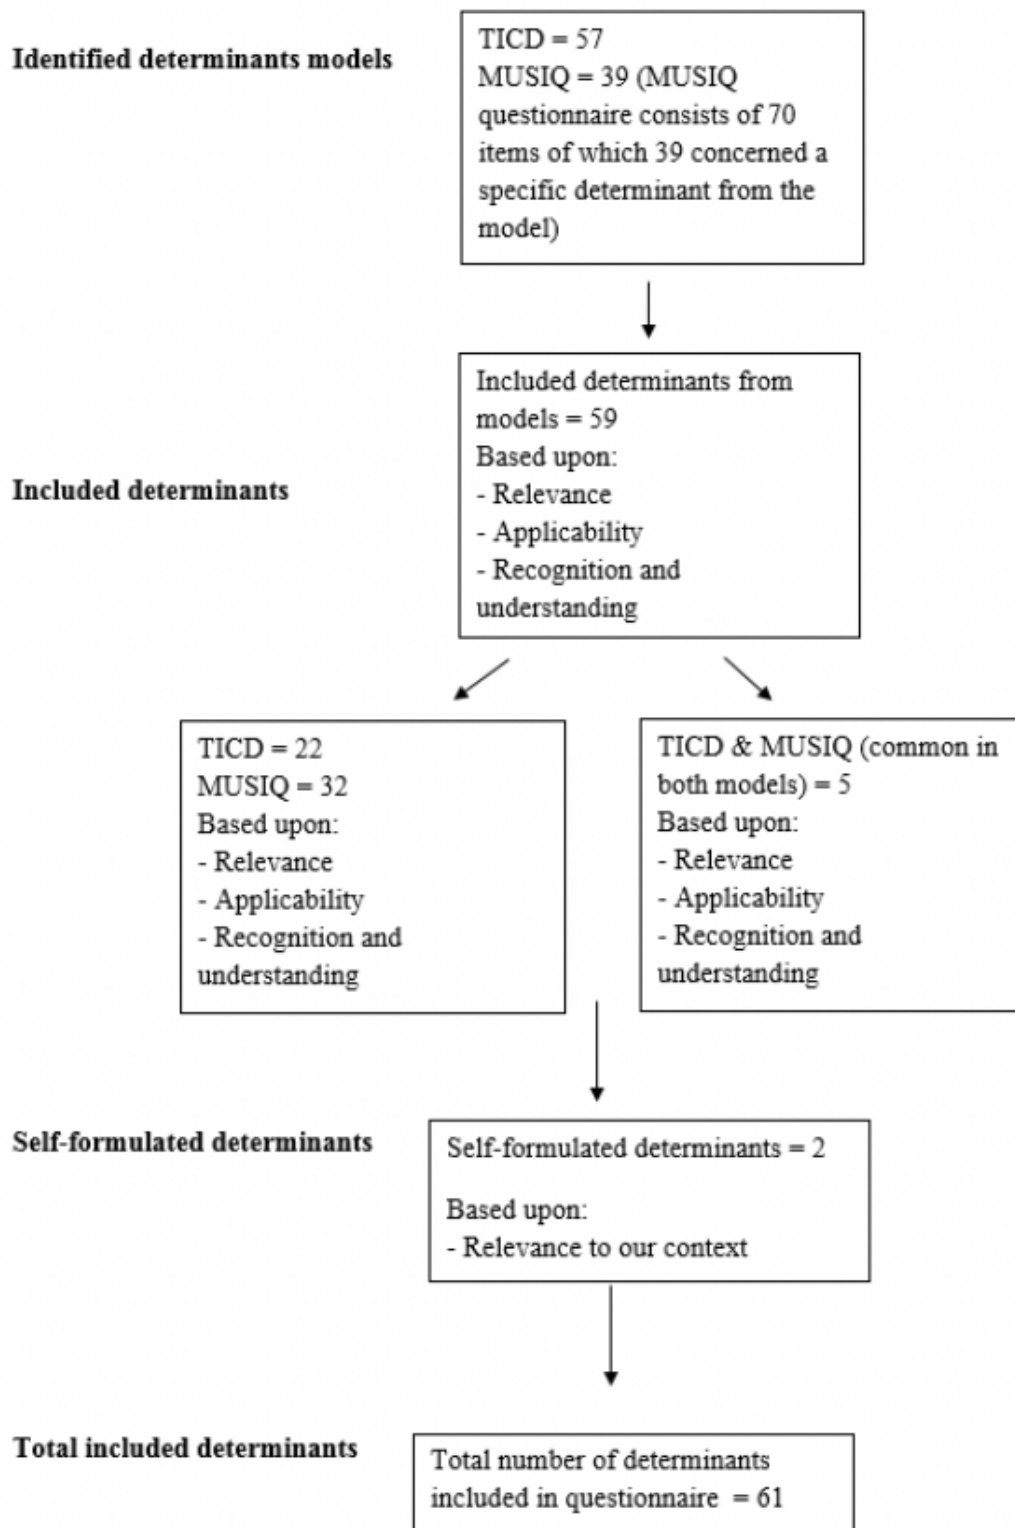 Identified determinants models
TICD = 57
MUSIQ = 39 (MUSIQ
questionnaire consists of 70
items of which 39 concerned a
specific determinant from the
model)
Included determinants
Included determinants from
models = 59
Based upon:
- Relevance
- Applicability
- Recognition and
understanding
TICD = 22
MUSIQ = 32
Based upon:
- Relevance
- Applicability
- Recognition and
understanding
TICD & MUSIQ (common in
both models) = 5
Based upon:
- Relevance
- Applicability
- Recognition and
understanding
Self-formulated determinants
Self-formulated determinants = 2
Based upon:
- Relevance to our context
Total included determinants
Total number of determinants
included in questionnaire = 61